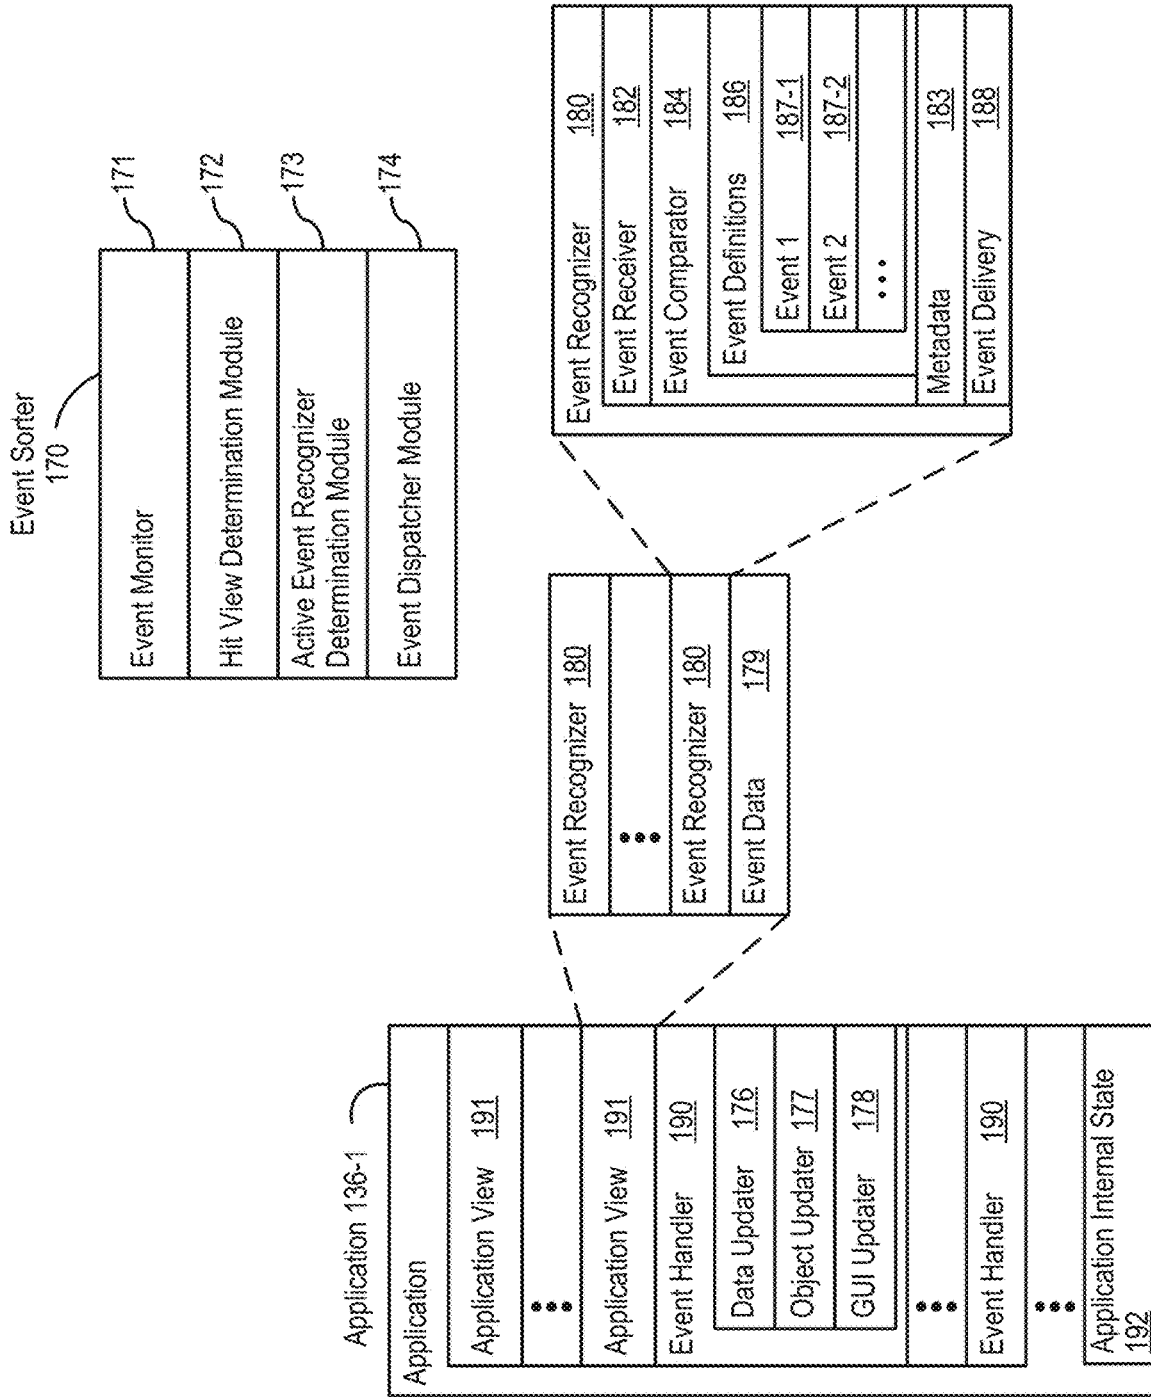 Event Sorter
170
Event Monitor
171
Hit View Determination Module
172
Active Event Recognizer
Determination Module
173
Event Dispatcher Module
174
Application 136-1
Application
Application View 191
•••
Application View 191
Event Handler 190
Data Updater 176
Object Updater 177
GUI Updater 178
•••
Event Handler 190
•••
Application Internal State
192
Event Recognizer 180
•••
Event Recognizer 180
Event Data 179
Event Recognizer 180
Event Receiver 182
Event Comparator 184
Event Definitions 186
Event 1 187-1
Event 2 187-2
•••
Metadata 183
Event Delivery 188